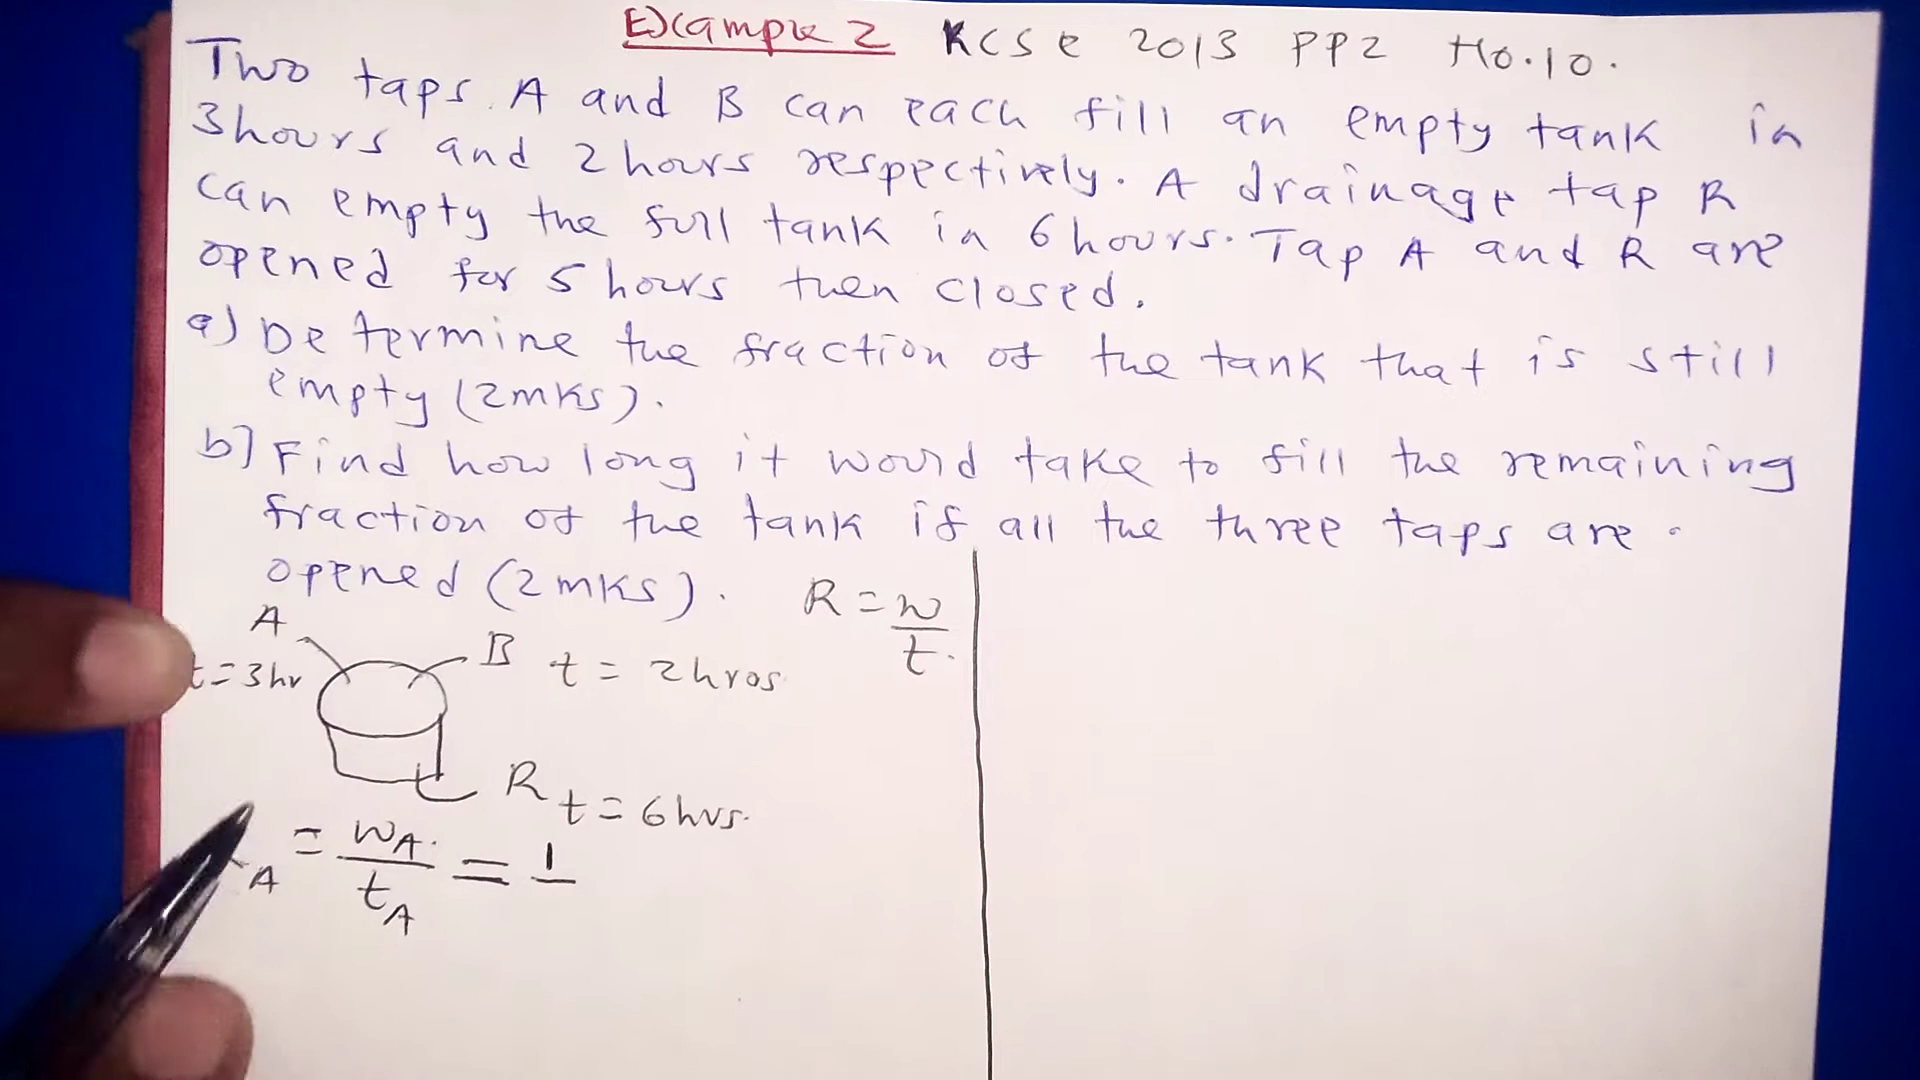 Example 2 KCSE 2013 PP2 No.10.
Two taps A and B can each fill an empty tank in
3hours and 2hours respectively. A drainage tap R
can empty the full tank in 6hours. Tap A and R are
opened for 5 hours then closed.
a) Determine the fraction of the tank that is still
empty (2mks).
b) Find how long it would take to fill the remaining
fraction of the tank if all the three taps are
opened (2mks). R = w/t.
A
B t = 2hros
t=3hr
R t = 6hrs.
A = wA/tA = 1